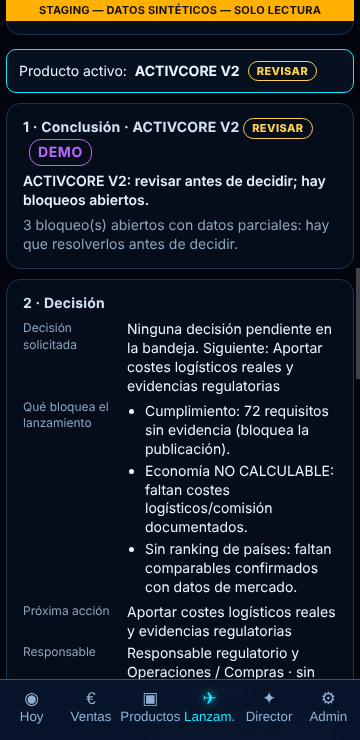 STAGING — DATOS SINTÉTICOS — SOLO LECTURA
Producto activo: ACTIVCORE V2 REVISAR
1 · Conclusión · ACTIVCORE V2 REVISAR
DEMO
ACTIVCORE V2: revisar antes de decidir; hay
bloqueos abiertos.
3 bloqueo(s) abiertos con datos parciales: hay
que resolverlos antes de decidir.
2 · Decisión
Decisión
solicitada
Ninguna decisión pendiente en
la bandeja. Siguiente: Aportar
costes logísticos reales y
evidencias regulatorias
Qué bloquea el
lanzamiento
• Cumplimiento: 72 requisitos
sin evidencia (bloquea la
publicación).
• Economía NO CALCULABLE:
faltan costes
logísticos/comisión
documentados.
• Sin ranking de países: faltan
comparables confirmados
con datos de mercado.
Próxima acción
Aportar costes logísticos reales
y evidencias regulatorias
Responsable
Responsable regulatorio y
Operaciones / Compras · sin
Hoy
Ventas
Productos
Lanzam.
Director
Admin